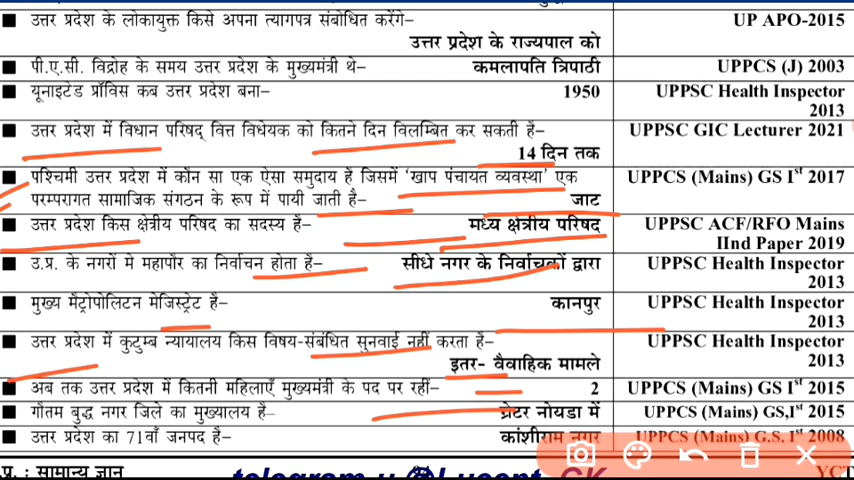 ■ उत्तर प्रदेश के लोकायुक्त किसे अपना त्यागपत्र संबोधित करेंगे– UP APO-2015
उत्तर प्रदेश के राज्यपाल को
■ पी.ए.सी. विद्रोह के समय उत्तर प्रदेश के मुख्यमंत्री थे– कमलापति त्रिपाठी UPPCS (J) 2003
■ यूनाइटेड प्रॉविंस कब उत्तर प्रदेश बना– 1950 UPPSC Health Inspector
2013
■ उत्तर प्रदेश में विधान परिषद् वित्त विधेयक को कितने दिन विलम्बित कर सकती है– UPPSC GIC Lecturer 2021
14 दिन तक
■ पश्चिमी उत्तर प्रदेश में कौन सा एक ऐसा समुदाय है जिसमें 'खाप पंचायत व्यवस्था' एक UPPCS (Mains) GS Iˢᵗ 2017
परम्परागत सामाजिक संगठन के रूप में पायी जाती है– जाट
■ उत्तर प्रदेश किस क्षेत्रीय परिषद का सदस्य है– मध्य क्षेत्रीय परिषद UPPSC ACF/RFO Mains
IInd Paper 2019
■ उ.प्र. के नगरों मे महापौर का निर्वाचन होता है– सीधे नगर के निर्वाचकों द्वारा UPPSC Health Inspector
2013
■ मुख्य मैट्रोपोलिटन मेजिस्ट्रेट है– कानपुर UPPSC Health Inspector
2013
■ उत्तर प्रदेश में कुटुम्ब न्यायालय किस विषय-संबंधित सुनवाई नहीं करता है– UPPSC Health Inspector
इतर- वैवाहिक मामले 2013
■ अब तक उत्तर प्रदेश में कितनी महिलाएँ मुख्यमंत्री के पद पर रहीं– 2 UPPCS (Mains) GS Iˢᵗ 2015
■ गौतम बुद्ध नगर जिले का मुख्यालय है– ग्रेटर नोयडा में UPPCS (Mains) GS,Iˢᵗ 2015
■ उत्तर प्रदेश का 71वाँ जनपद है– कांशीराम नगर UPPCS (Mains) G.S. Iˢᵗ 2008
प्र. : सामान्य ज्ञान YCT